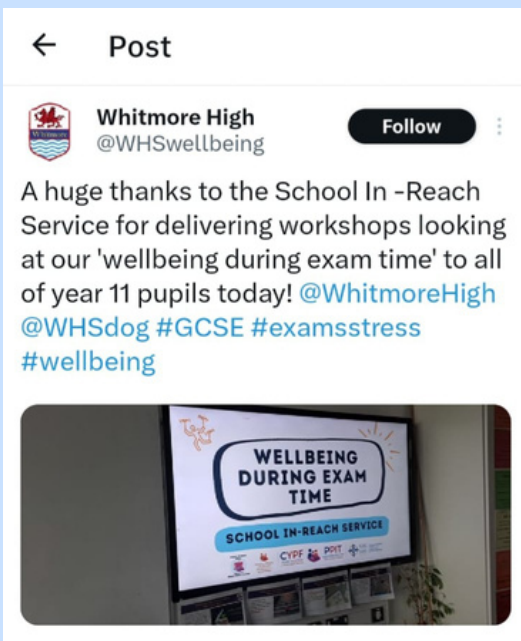 Post
Whitmore High
@WHSwellbeing
Follow
A huge thanks to the School In -Reach
Service for delivering workshops looking
at our 'wellbeing during exam time' to all
of year 11 pupils today! @WhitmoreHigh
@WHSdog #GCSE #examsstress
#wellbeing
WELLBEING
DURING EXAM
TIME
SCHOOL IN-REACH SERVICE
CYPF
PPIT